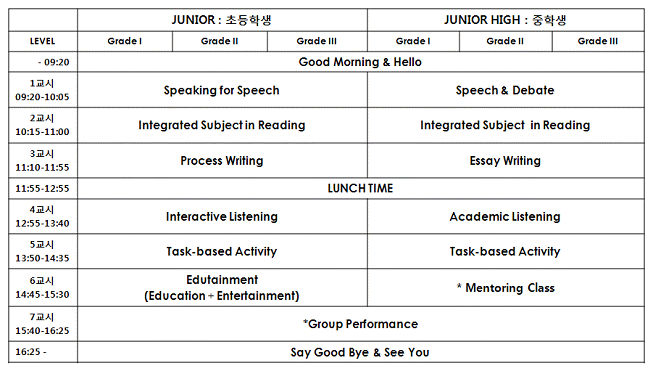 JUNIOR : 초등학생 JUNIOR HIGH : 중학생
LEVEL Grade I Grade II Grade III Grade I Grade II Grade III
- 09:20 Good Morning & Hello
1교시
09:20-10:05 Speaking for Speech Speech & Debate
2교시
10:15-11:00 Integrated Subject in Reading Integrated Subject in Reading
3교시
11:10-11:55 Process Writing Essay Writing
11:55-12:55 LUNCH TIME
4교시
12:55-13:40 Interactive Listening Academic Listening
5교시
13:50-14:35 Task-based Activity Task-based Activity
6교시
14:45-15:30 Edutainment
(Education + Entertainment) * Mentoring Class
7교시
15:40-16:25 *Group Performance
16:25 - Say Good Bye & See You